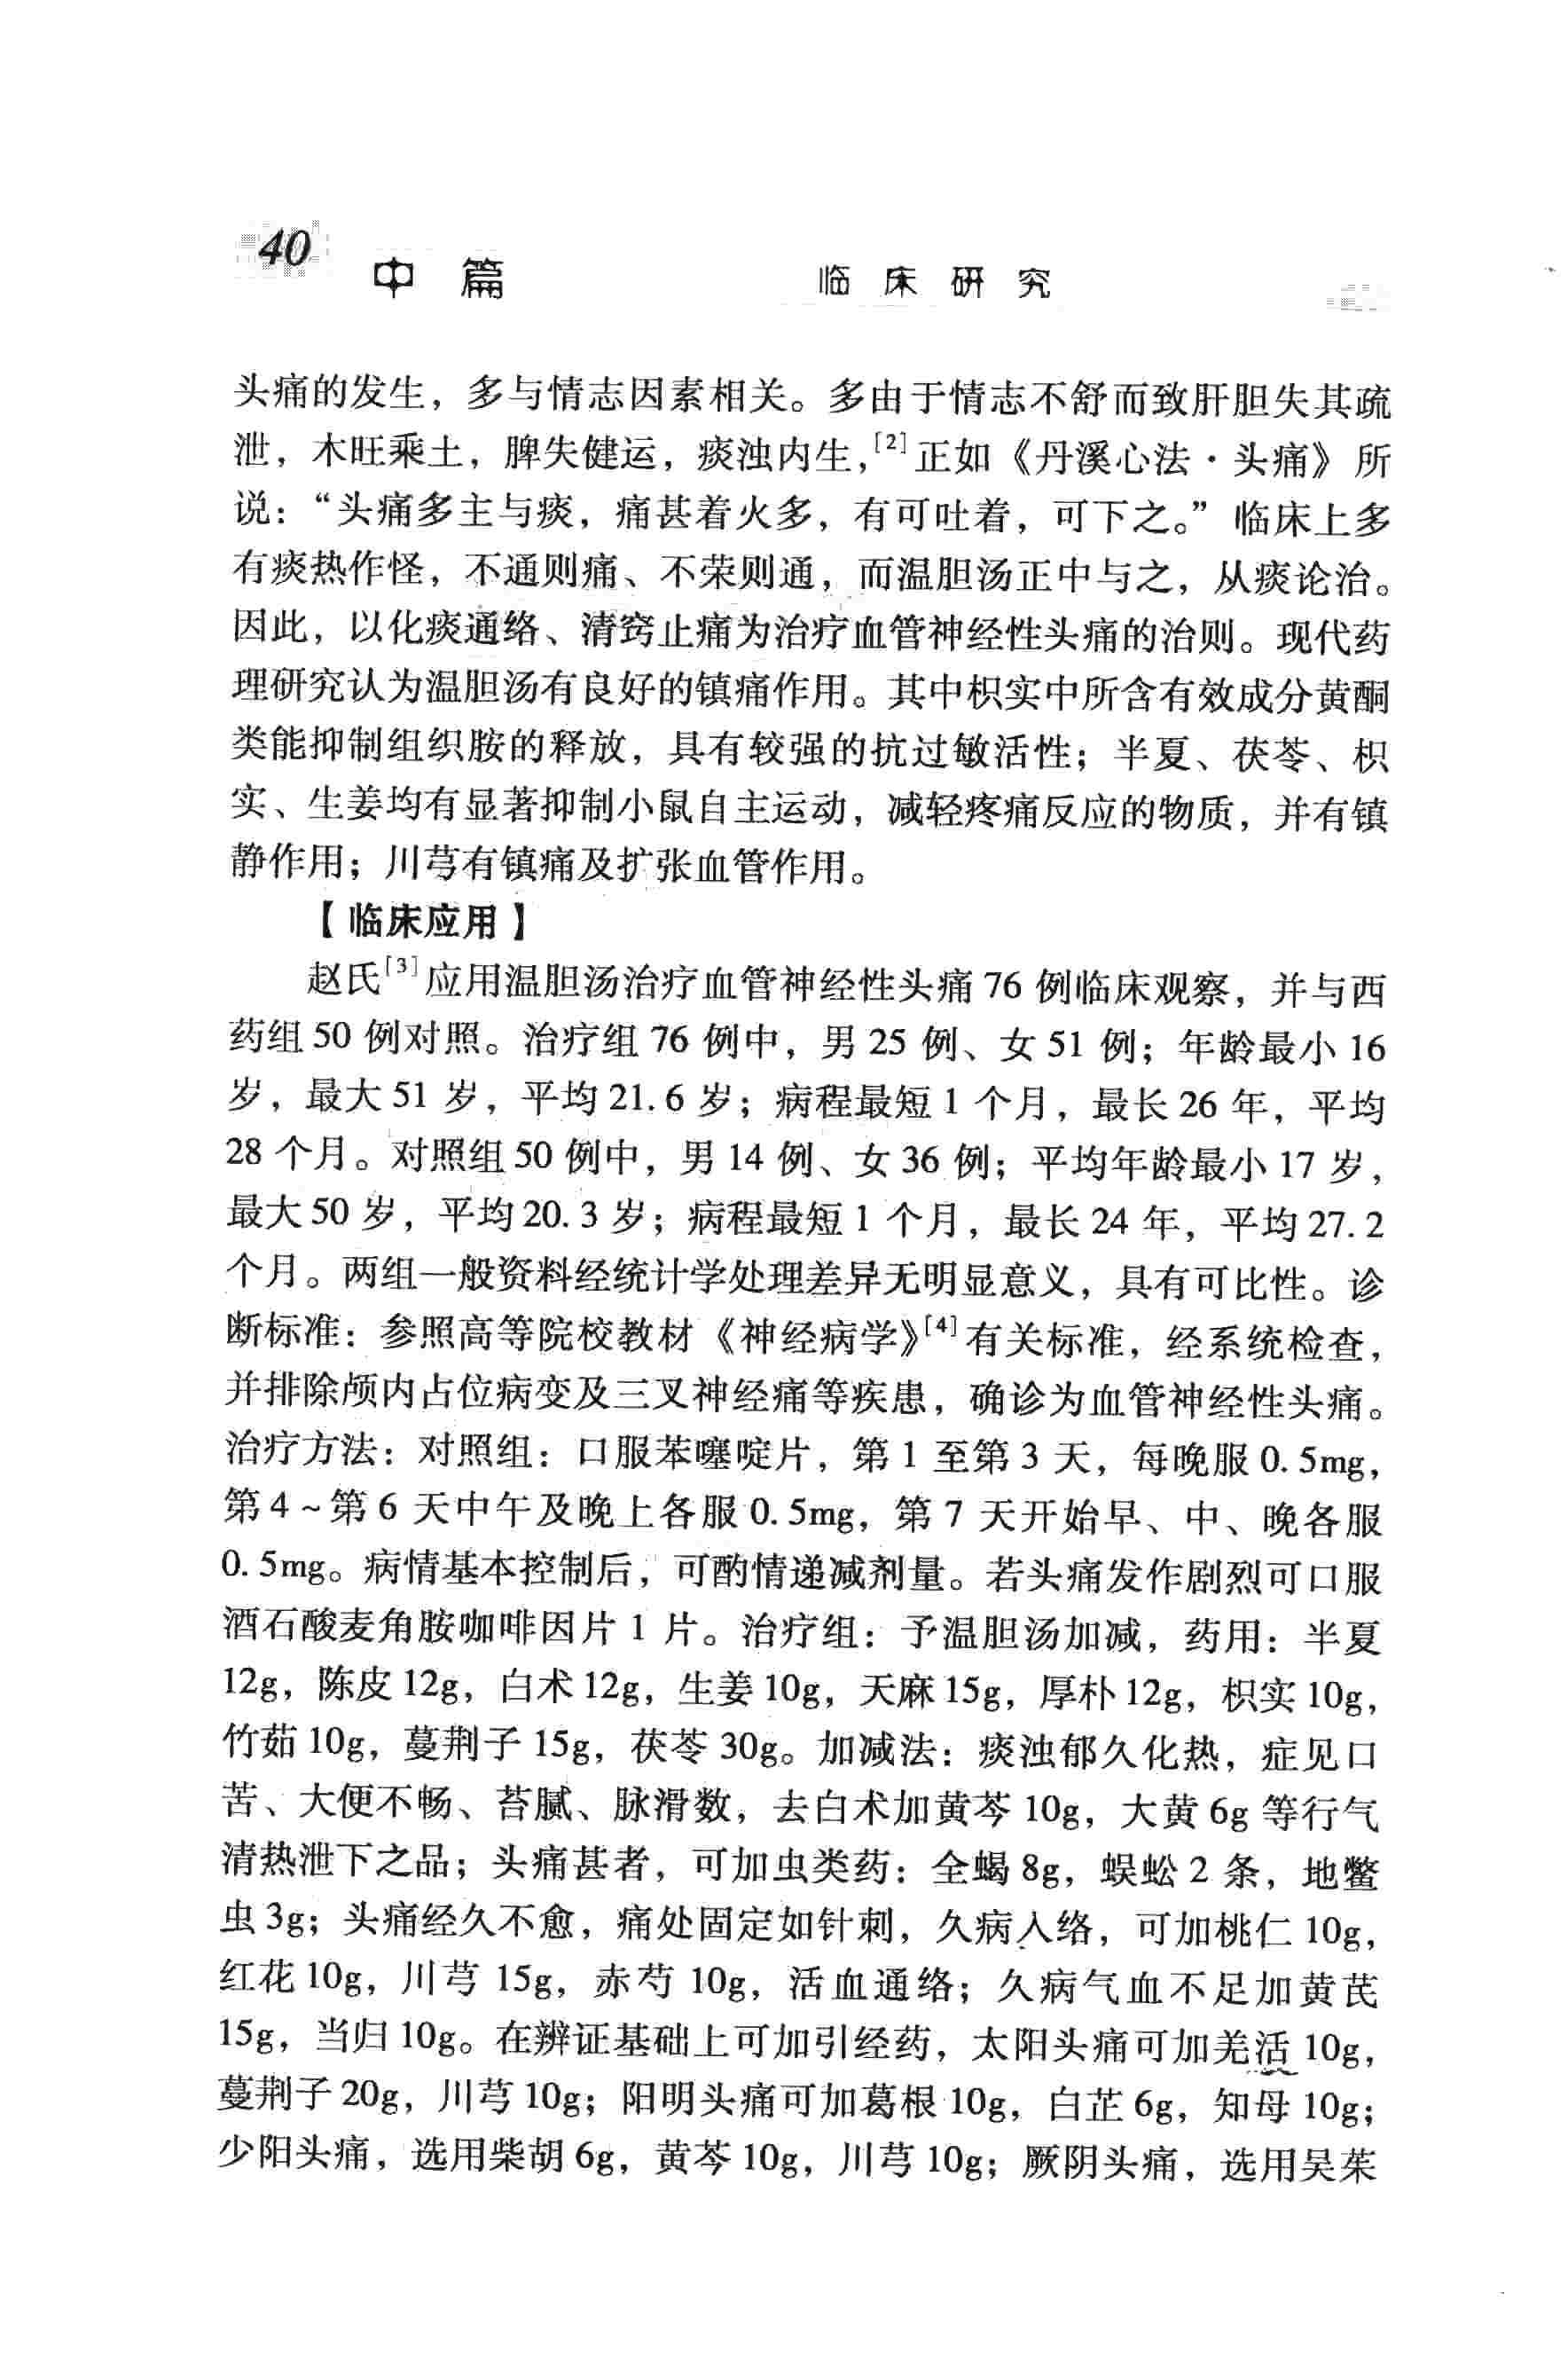 40
中 篇 临 床 研 究
头痛的发生，多与情志因素相关。多由于情志不舒而致肝胆失其疏
泄，木旺乘土，脾失健运，痰浊内生，[2]正如《丹溪心法·头痛》所
说：“头痛多主与痰，痛甚着火多，有可吐着，可下之。”临床上多
有痰热作怪，不通则痛、不荣则通，而温胆汤正中与之，从痰论治。
因此，以化痰通络、清窍止痛为治疗血管神经性头痛的治则。现代药
理研究认为温胆汤有良好的镇痛作用。其中枳实中所含有效成分黄酮
类能抑制组织胺的释放，具有较强的抗过敏活性；半夏、茯苓、枳
实、生姜均有显著抑制小鼠自主运动，减轻疼痛反应的物质，并有镇
静作用；川芎有镇痛及扩张血管作用。
【临床应用】
赵氏[3]应用温胆汤治疗血管神经性头痛 76 例临床观察，并与西
药组 50 例对照。治疗组 76 例中，男 25 例、女 51 例；年龄最小 16
岁，最大 51 岁，平均 21.6 岁；病程最短 1 个月，最长 26 年，平均
28 个月。对照组 50 例中，男 14 例、女 36 例；平均年龄最小 17 岁，
最大 50 岁，平均 20.3 岁；病程最短 1 个月，最长 24 年，平均 27.2
个月。两组一般资料经统计学处理差异无明显意义，具有可比性。诊
断标准：参照高等院校教材《神经病学》[4]有关标准，经系统检查，
并排除颅内占位病变及三叉神经痛等疾患，确诊为血管神经性头痛。
治疗方法：对照组：口服苯噻啶片，第 1 至第 3 天，每晚服 0.5mg，
第 4～第 6 天中午及晚上各服 0.5mg，第 7 天开始早、中、晚各服
0.5mg。病情基本控制后，可酌情递减剂量。若头痛发作剧烈可口服
酒石酸麦角胺咖啡因片 1 片。治疗组：予温胆汤加减，药用：半夏
12g，陈皮 12g，白术 12g，生姜 10g，天麻 15g，厚朴 12g，枳实 10g，
竹茹 10g，蔓荆子 15g，茯苓 30g。加减法：痰浊郁久化热，症见口
苦、大便不畅、苔腻、脉滑数，去白术加黄芩 10g，大黄 6g 等行气
清热泄下之品；头痛甚者，可加虫类药：全蝎 8g，蜈蚣 2 条，地鳖
虫 3g；头痛经久不愈，痛处固定如针刺，久病入络，可加桃仁 10g，
红花 10g，川芎 15g，赤芍 10g，活血通络；久病气血不足加黄芪
15g，当归 10g。在辨证基础上可加引经药，太阳头痛可加羌活 10g，
蔓荆子 20g，川芎 10g；阳明头痛可加葛根 10g，白芷 6g，知母 10g；
少阳头痛，选用柴胡 6g，黄芩 10g，川芎 10g；厥阴头痛，选用吴茱